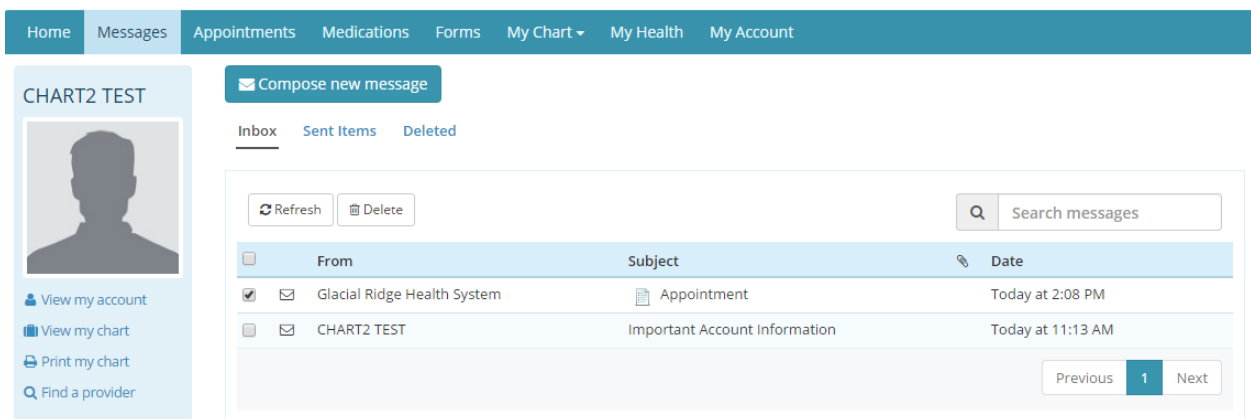 Home Messages Appointments Medications Forms My Chart My Health My Account
CHART2 TEST
View my account
View my chart
Print my chart
Find a provider
Compose new message
Inbox Sent Items Deleted
Refresh Delete Search messages
From Subject Date
Glacial Ridge Health System Appointment Today at 2:08 PM
CHART2 TEST Important Account Information Today at 11:13 AM
Previous 1 Next